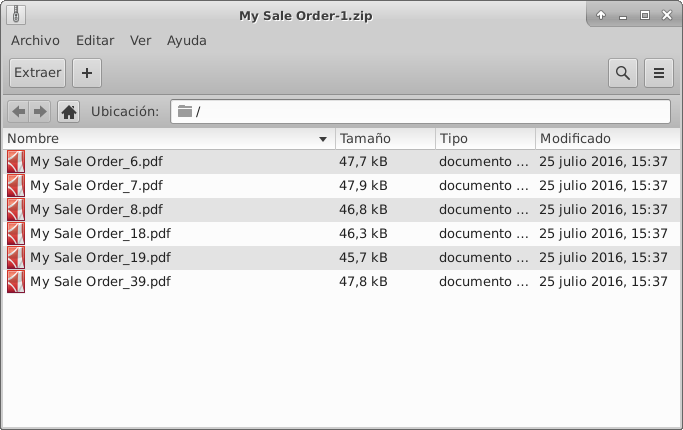 My Sale Order-1.zip
Archivo Editar Ver Ayuda
Extraer +
Ubicación: /
Nombre Tamaño Tipo Modificado
My Sale Order_6.pdf 47,7 kB documento ... 25 julio 2016, 15:37
My Sale Order_7.pdf 47,9 kB documento ... 25 julio 2016, 15:37
My Sale Order_8.pdf 46,8 kB documento ... 25 julio 2016, 15:37
My Sale Order_18.pdf 46,3 kB documento ... 25 julio 2016, 15:37
My Sale Order_19.pdf 45,7 kB documento ... 25 julio 2016, 15:37
My Sale Order_39.pdf 47,8 kB documento ... 25 julio 2016, 15:37